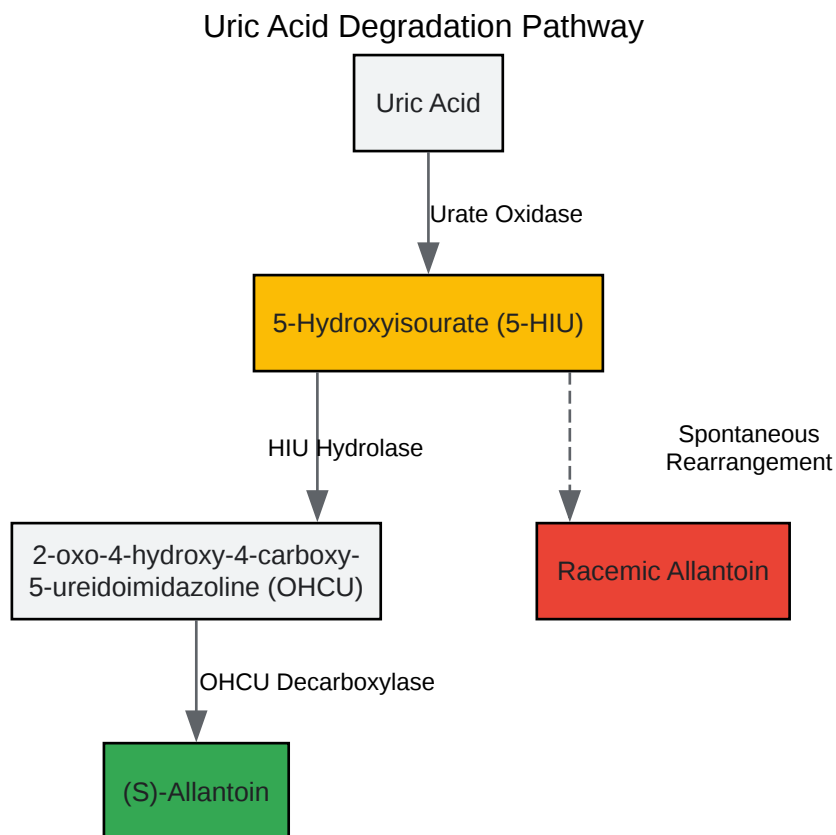 Uric Acid Degradation Pathway
Uric Acid
Urate Oxidase
5-Hydroxyisourate (5-HIU)
HIU Hydrolase
Spontaneous
Rearrangement
2-oxo-4-hydroxy-4-carboxy-
5-ureidoimidazoline (OHCU)
Racemic Allantoin
OHCU Decarboxylase
(S)-Allantoin